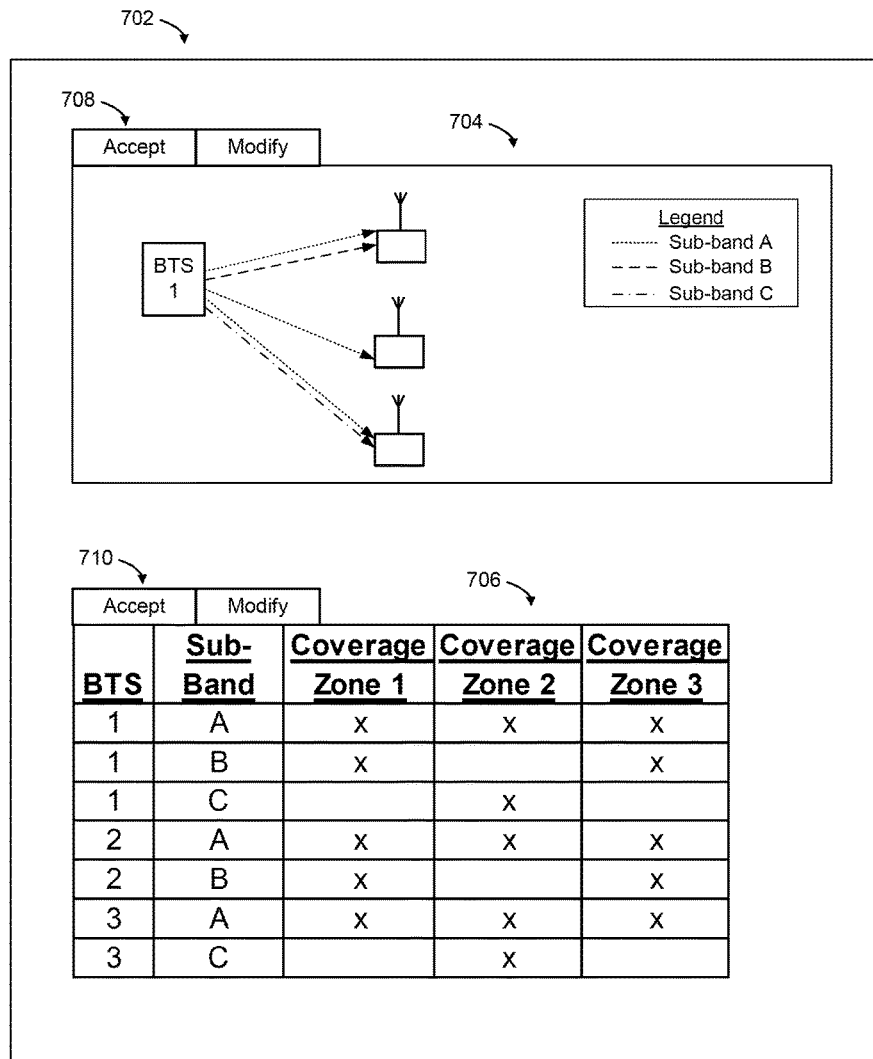 702
708
704
Accept Modify
Legend
Sub-band A
BTS
1
Sub-band B
Sub-band C
710
706
Accept Modify
Sub- Coverage Coverage Coverage
BTS Band Zone 1 Zone 2 Zone 3
1 A x x x
1 B x x
1 C x
2 A x x x
2 B x x
3 A x x x
3 C x